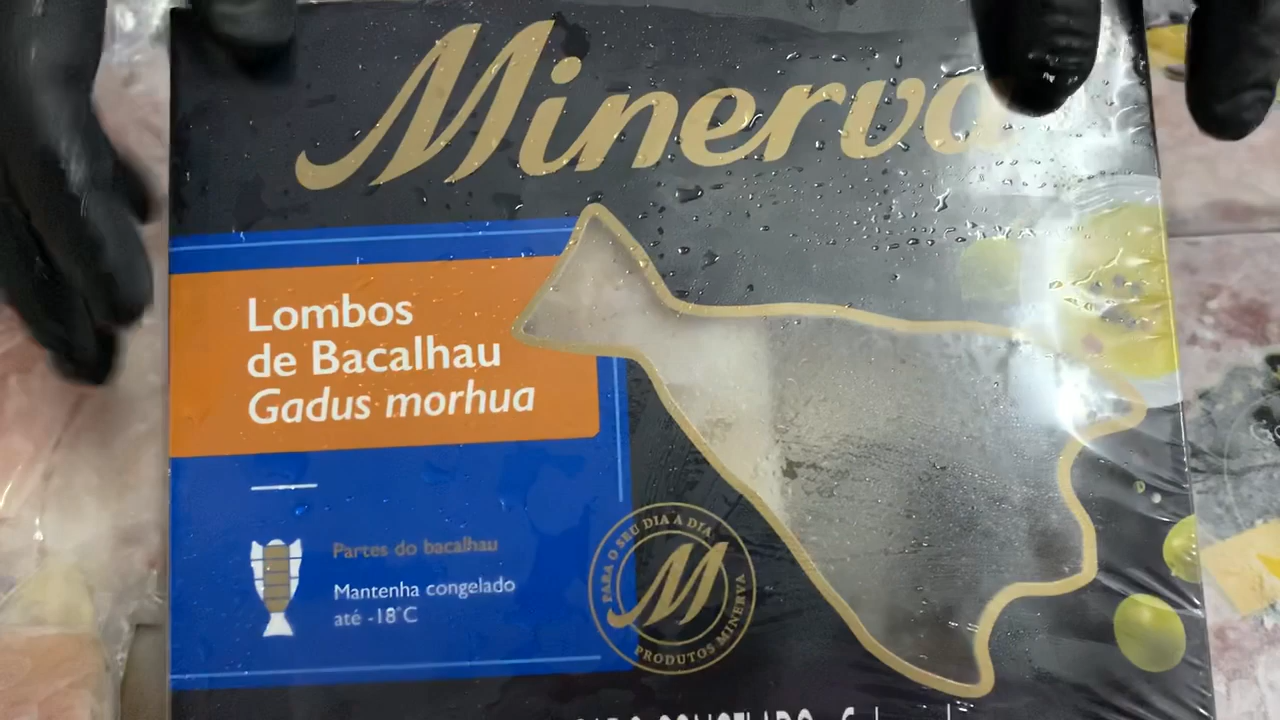 Minerva
Lombos
de Bacalhau
Gadus morhua
Partes do bacalhau
Mantenha congelado
até -18°C
PARA O SEU DIA A DIA
M
PRODUTOS MINERVA